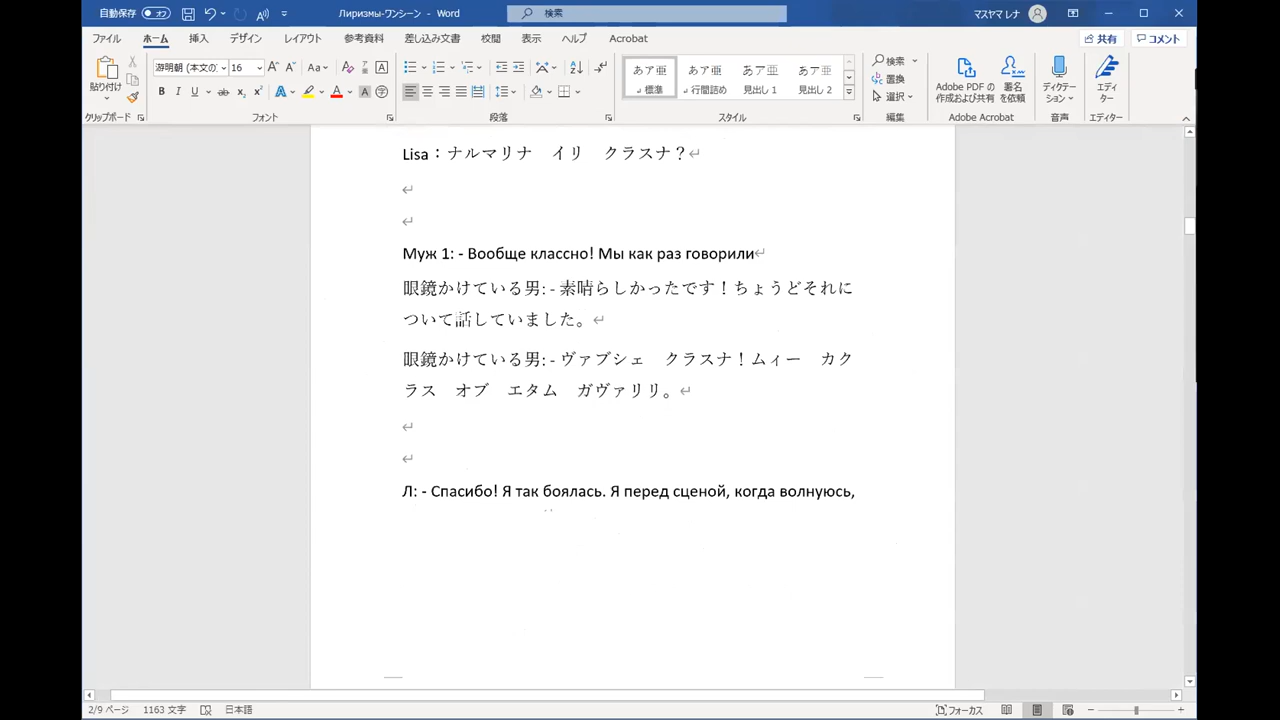 自動保存 オフ Лиризмы-ワンシーン - Word 検索 マスヤマ レナ
ファイル ホーム 挿入 デザイン レイアウト 参考資料 差し込み文書 校閲 表示 ヘルプ Acrobat 共有 コメント
貼り付け 游明朝 (本文の 16 Aa
B I U ab x₂ x² A A A 字
あア亜 あア亜 あア亜 あア亜
標準 行間詰め 見出し 1 見出し 2
検索
置換
選択
Adobe PDF の
作成および共有
署名
を依頼
ディクテー
ション
エディ
ター
クリップボード フォント 段落 スタイル 編集 Adobe Acrobat 音声 エディター
Lisa：ナルマリナ イリ クラスナ？
Муж 1: - Вообще классно! Мы как раз говорили
眼鏡かけている男: - 素晴らしかったです！ちょうどそれに
ついて話していました。
眼鏡かけている男: - ヴァブシェ クラスナ！ムィー カク
ラス オブ エタム ガヴァリリ。
Л: - Спасибо! Я так боялась. Я перед сценой, когда волнуюсь,
2/9 ページ 1163 文字 日本語 フォーカス